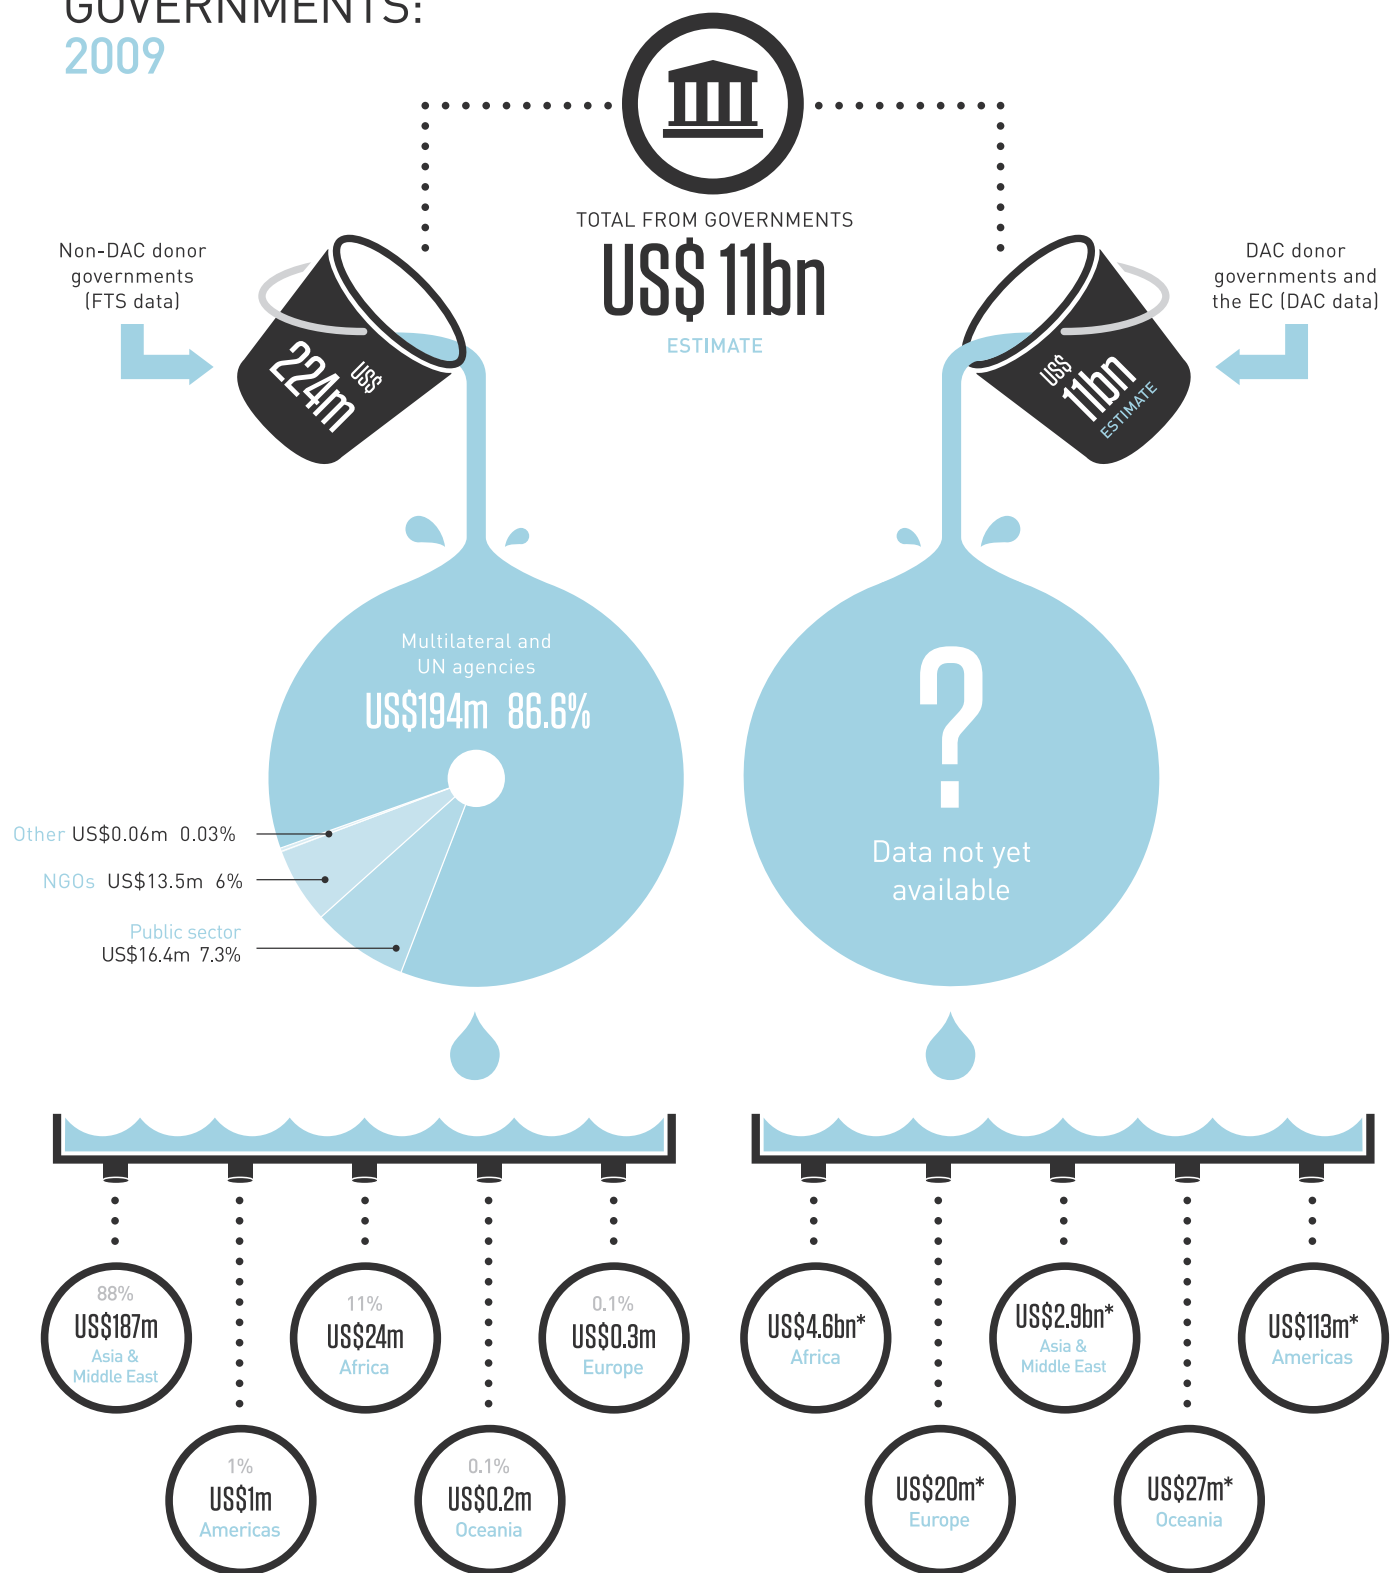 GOVERNMENTS:
2009
TOTAL FROM GOVERNMENTS
US$ 11bn
ESTIMATE
Non-DAC donor
governments
(FTS data)
US$
224m
DAC donor
governments and
the EC (DAC data)
US$
11bn
ESTIMATE
Multilateral and
UN agencies
US$194m 86.6%
Other US$0.06m 0.03%
NGOs US$13.5m 6%
Public sector
US$16.4m 7.3%
?
Data not yet
available
88%
US$187m
Asia &
Middle East
11%
US$24m
Africa
0.1%
US$0.3m
Europe
1%
US$1m
Americas
0.1%
US$0.2m
Oceania
US$4.6bn*
Africa
US$2.9bn*
Asia &
Middle East
US$113m*
Americas
US$20m*
Europe
US$27m*
Oceania